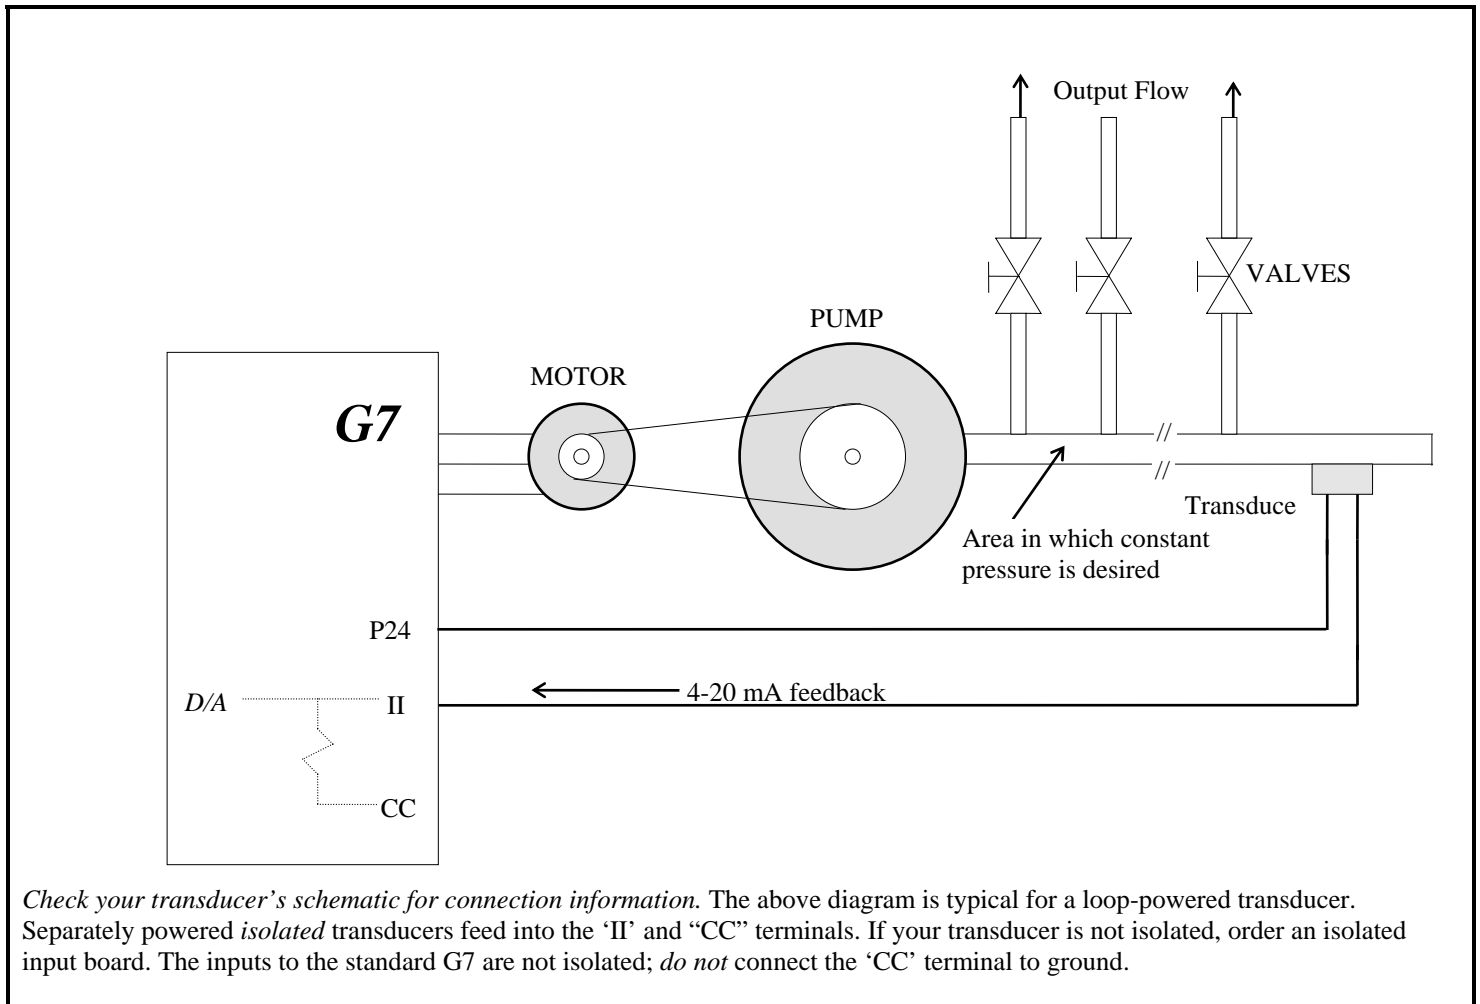 Output Flow
VALVES
PUMP
MOTOR
G7
Transduce
Area in which constant
pressure is desired
P24
D/A
II
4-20 mA feedback
CC
Check your transducer’s schematic for connection information. The above diagram is typical for a loop-powered transducer.
Separately powered isolated transducers feed into the ‘II’ and “CC” terminals. If your transducer is not isolated, order an isolated
input board. The inputs to the standard G7 are not isolated; do not connect the ‘CC’ terminal to ground.